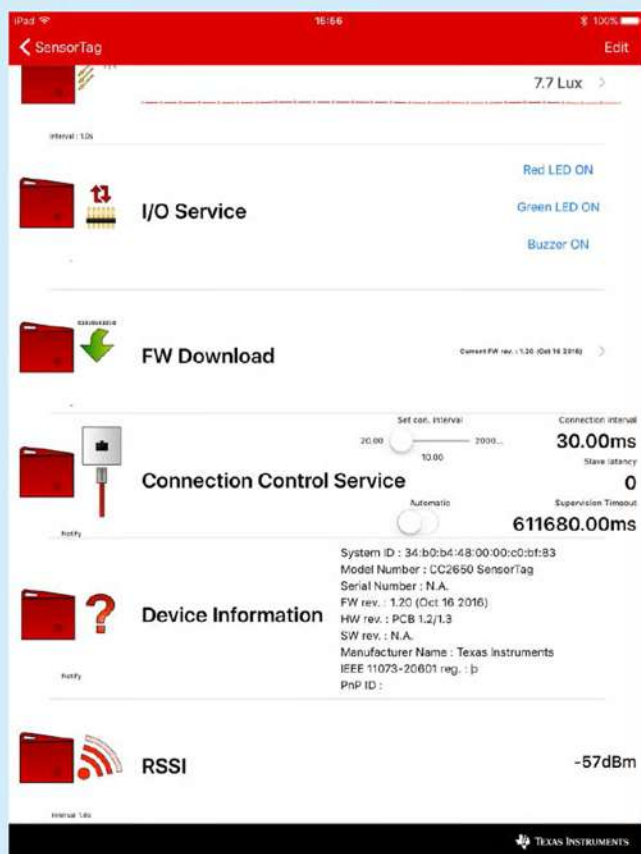 iPad 15:56 100%
SensorTag Edit
7.7 Lux
Interval : 1.0s
Red LED ON
I/O Service
Green LED ON
Buzzer ON
FW Download
Current FW rev. : 1.20 (Oct 16 2016)
Set con. interval
Connection interval
20.00 2000...
30.00ms
10.00
Slave latency
Connection Control Service
0
Automatic
Supervision Timeout
611680.00ms
Notify
System ID : 34:b0:b4:48:00:00:c0:bf:83
Model Number : CC2650 SensorTag
Serial Number : N.A.
FW rev. : 1.20 (Oct 16 2016)
Device Information
HW rev. : PCB 1.2/1.3
SW rev. : N.A.
Manufacturer Name : Texas Instruments
IEEE 11073-20601 reg. : þ
PnP ID :
Notify
RSSI
-57dBm
TEXAS INSTRUMENTS